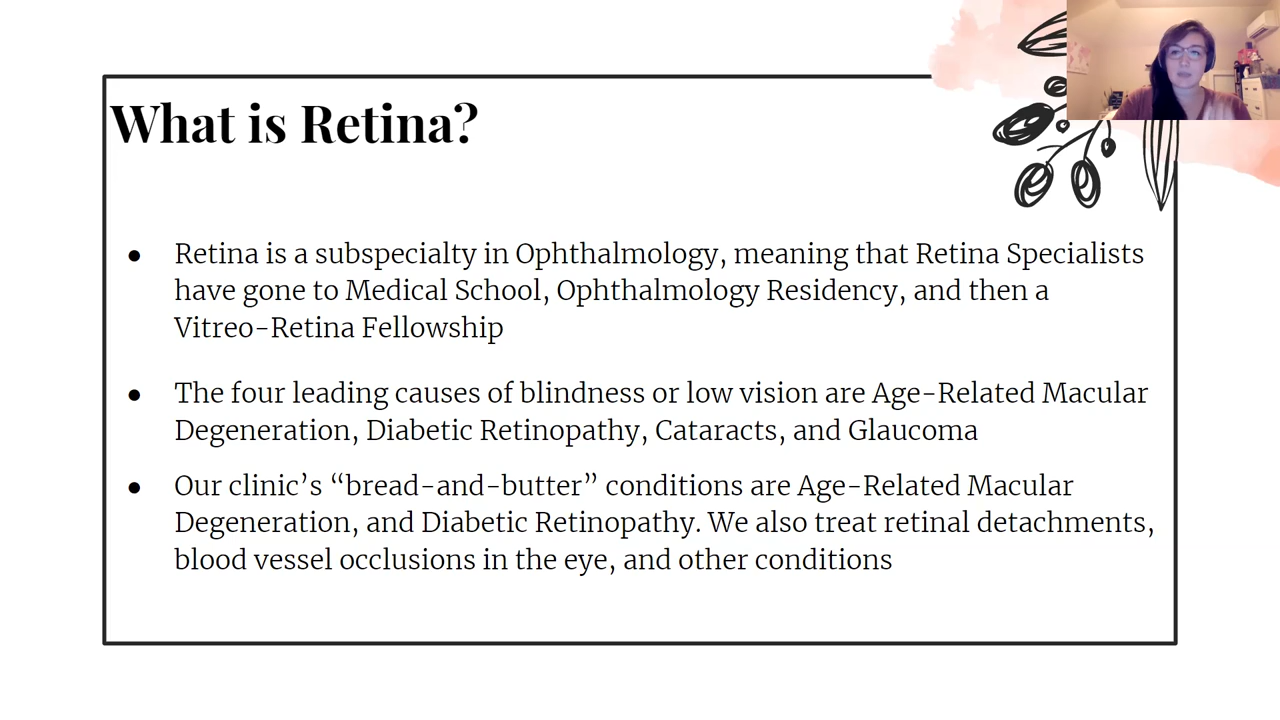 What is Retina?
● Retina is a subspecialty in Ophthalmology, meaning that Retina Specialists
have gone to Medical School, Ophthalmology Residency, and then a
Vitreo-Retina Fellowship
● The four leading causes of blindness or low vision are Age-Related Macular
Degeneration, Diabetic Retinopathy, Cataracts, and Glaucoma
● Our clinic’s “bread-and-butter” conditions are Age-Related Macular
Degeneration, and Diabetic Retinopathy. We also treat retinal detachments,
blood vessel occlusions in the eye, and other conditions